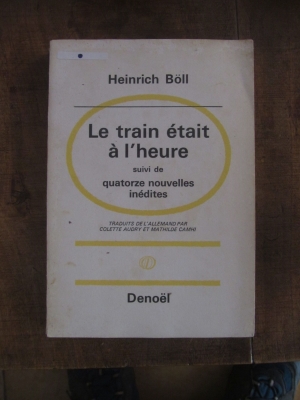 Heinrich Böll
Le train était
à l'heure
suivi de
quatorze nouvelles
inédites
TRADUITS DE L'ALLEMAND PAR
COLETTE AUDRY ET MATHILDE CAMHI
Denoël